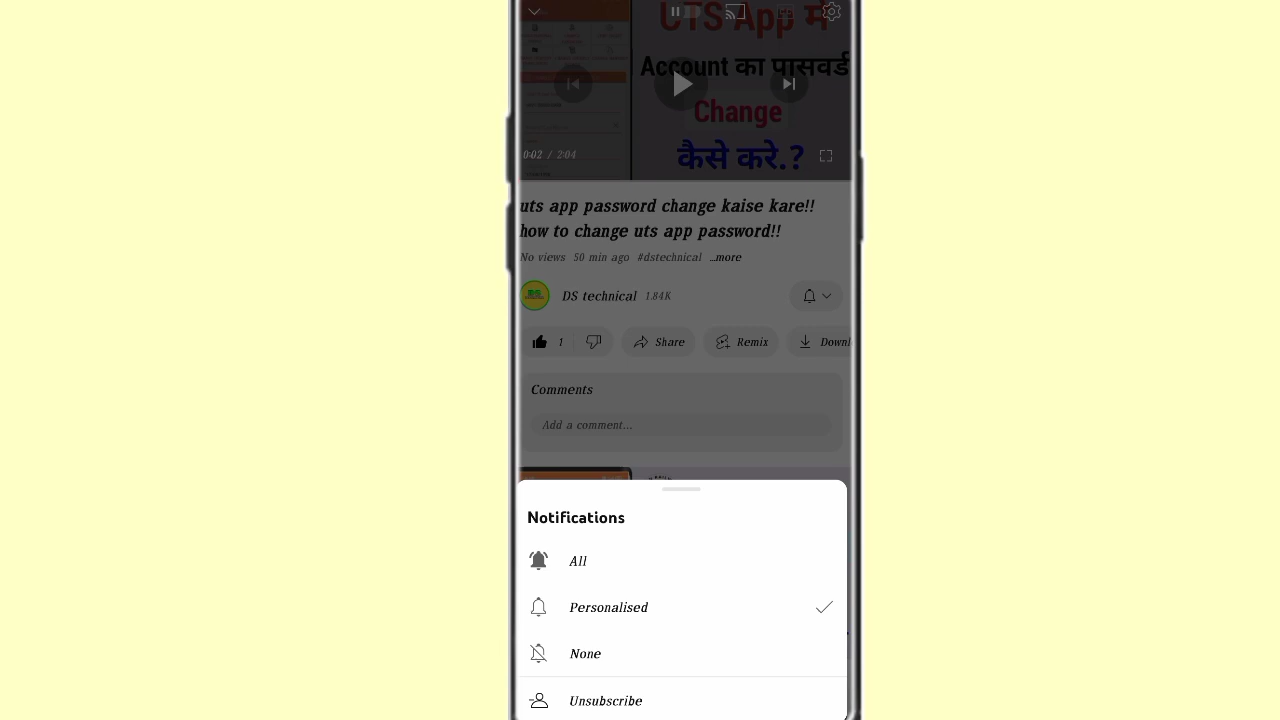 UTS App में
Account का पासवर्ड
Change
कैसे करे.?
0:02 / 2:04
uts app password change kaise kare!!
how to change uts app password!!
No views 50 min ago #dstechnical ...more
DS technical 1.84K
1 Share Remix Downl
Comments
Add a comment...
Notifications
All
Personalised
None
Unsubscribe